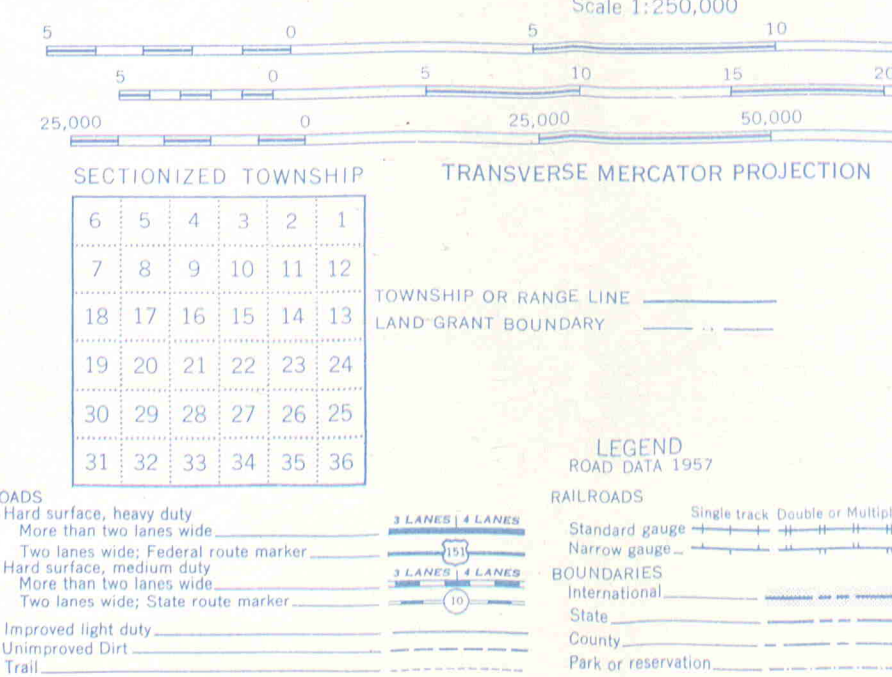 Scale 1:250,000
5 0 5 10
5 0 5 10 15 20
25,000 0 25,000 50,000
SECTIONIZED TOWNSHIP
TRANSVERSE MERCATOR PROJECTION
6 5 4 3 2 1
7 8 9 10 11 12
18 17 16 15 14 13
19 20 21 22 23 24
30 29 28 27 26 25
31 32 33 34 35 36
TOWNSHIP OR RANGE LINE
LAND GRANT BOUNDARY
LEGEND
ROAD DATA 1957
OADS
Hard surface, heavy duty
More than two lanes wide 3 LANES | 4 LANES
Two lanes wide; Federal route marker 151
Hard surface, medium duty
More than two lanes wide 3 LANES | 4 LANES
Two lanes wide; State route marker 10
Improved light duty
Unimproved Dirt
Trail
RAILROADS
Single track Double or Multipl
Standard gauge
Narrow gauge
BOUNDARIES
International
State
County
Park or reservation